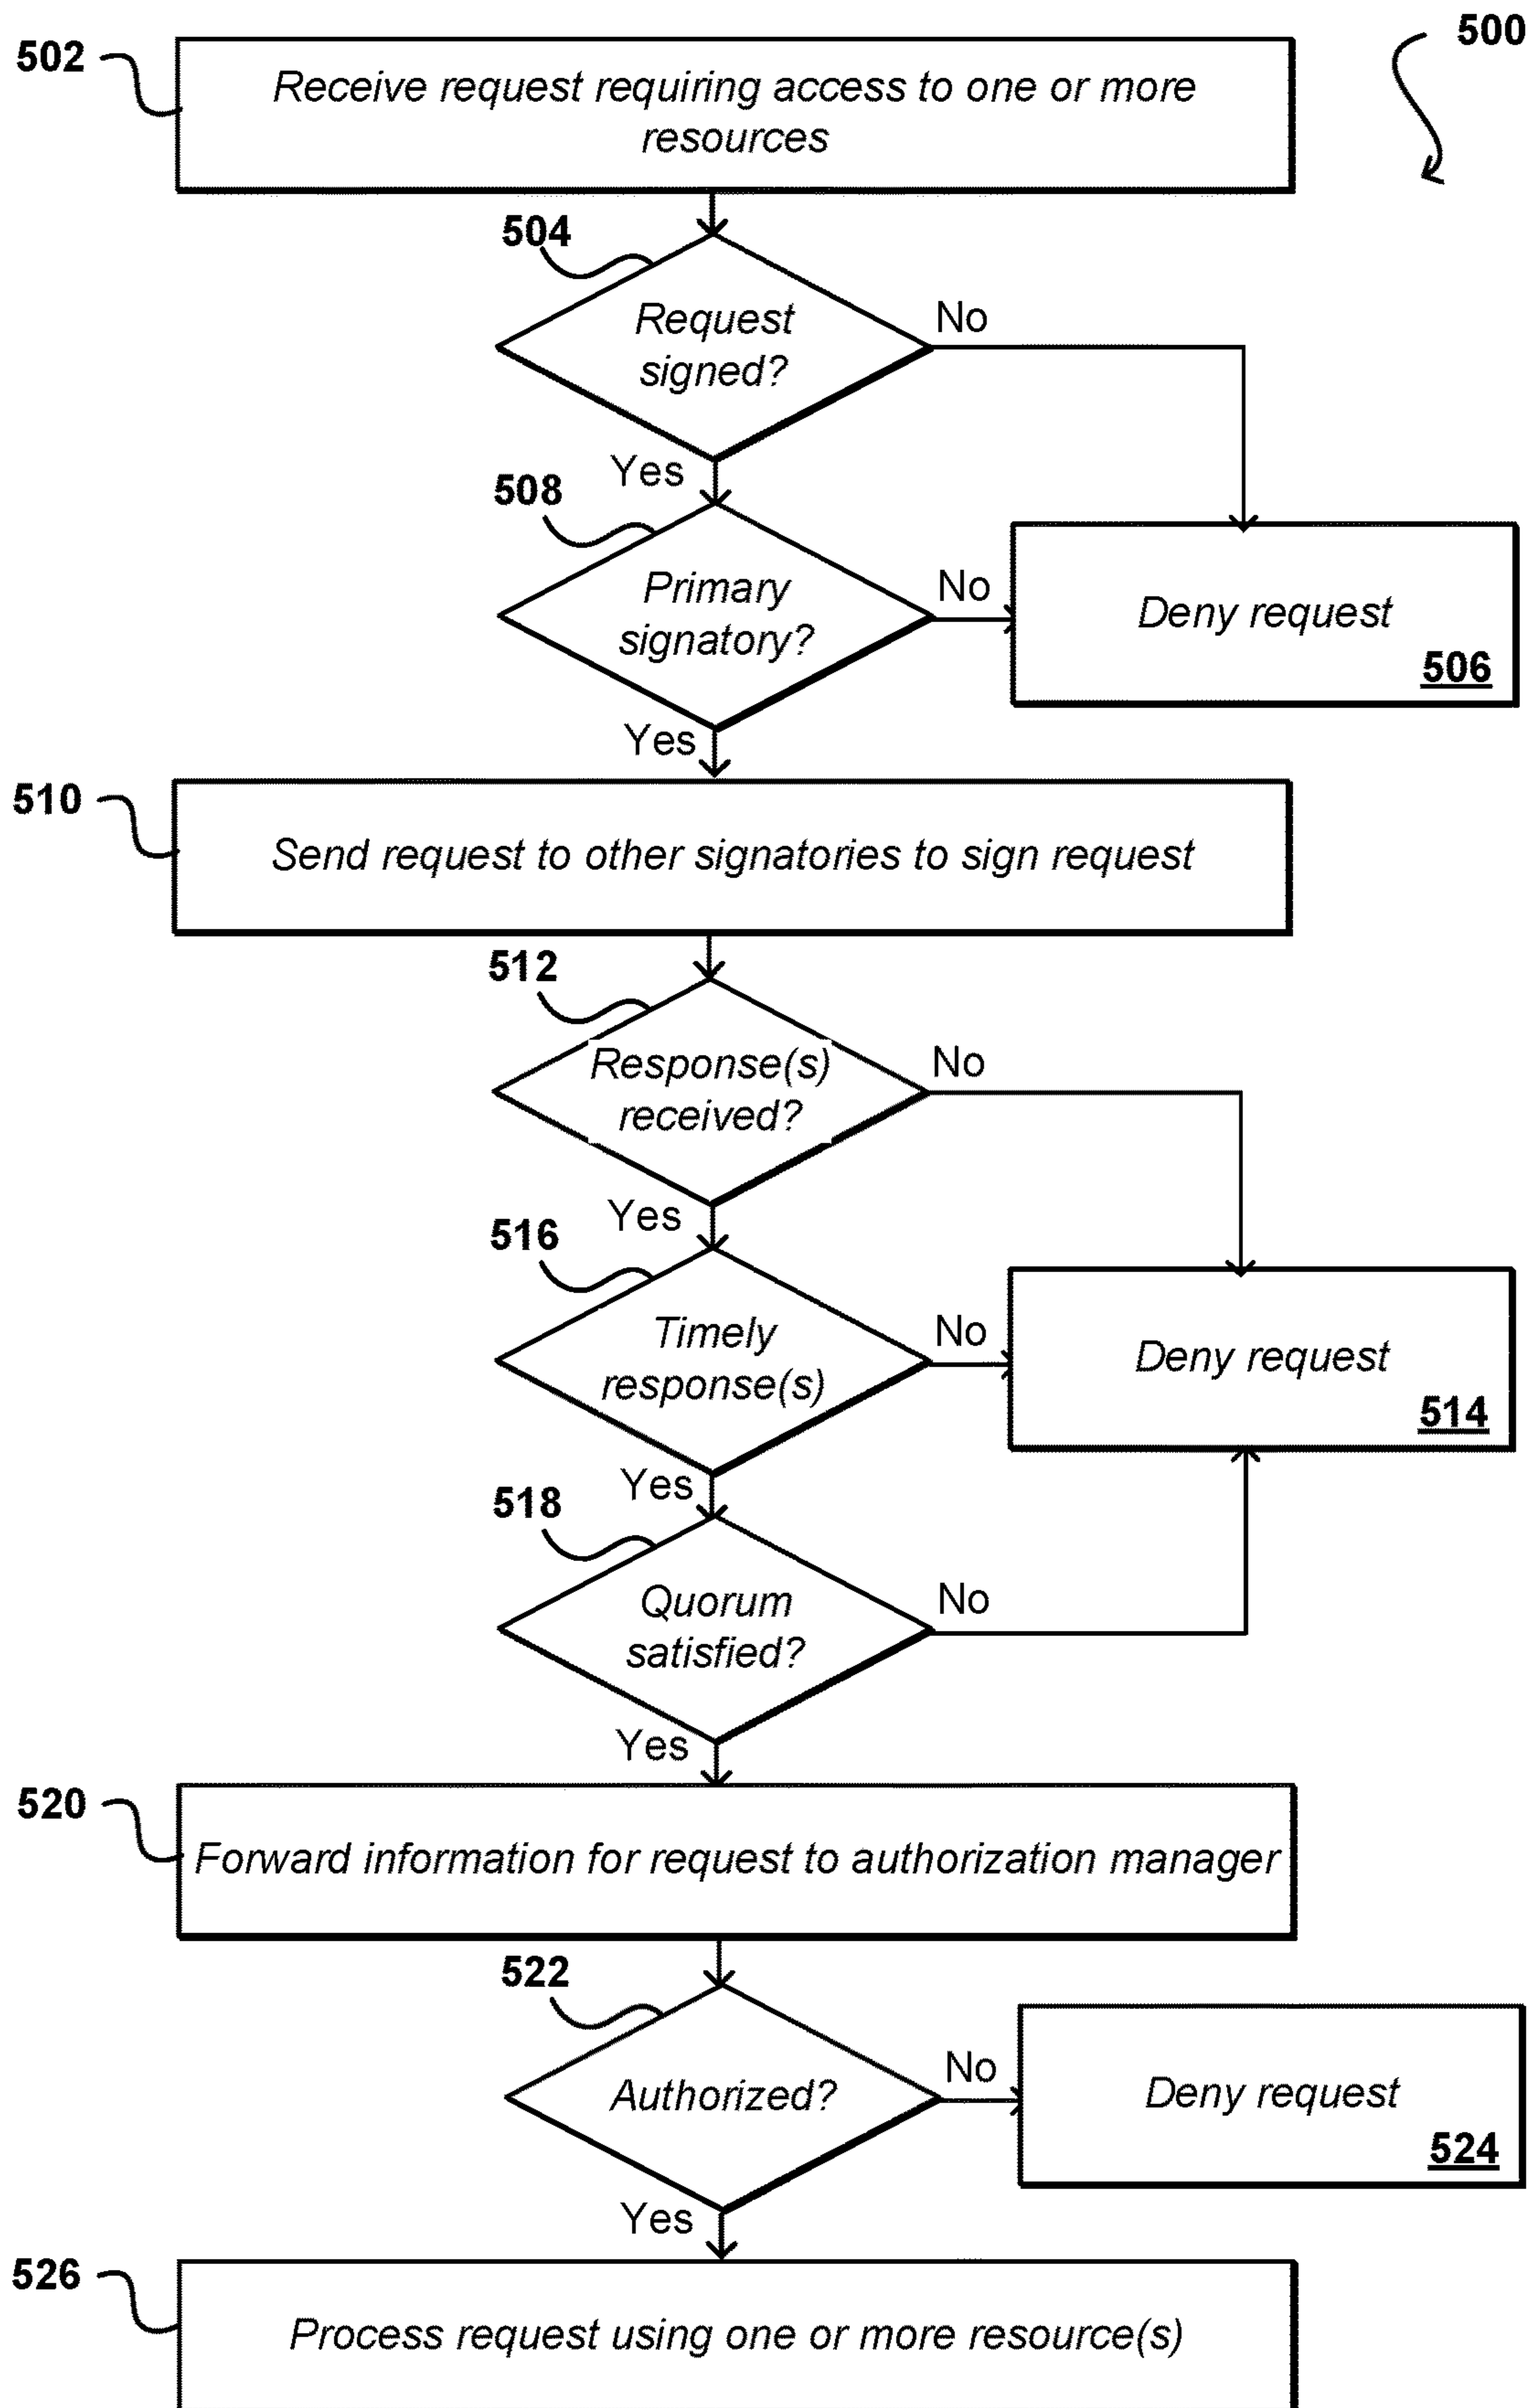 500
502
Receive request requiring access to one or more
resources
504
Request
signed?
No
Yes
508
Primary
signatory?
No
Deny request
506
Yes
510
Send request to other signatories to sign request
512
Response(s)
received?
No
Yes
516
Timely
response(s)
No
Deny request
514
Yes
518
Quorum
satisfied?
No
Yes
520
Forward information for request to authorization manager
522
Authorized?
No
Deny request
524
Yes
526
Process request using one or more resource(s)